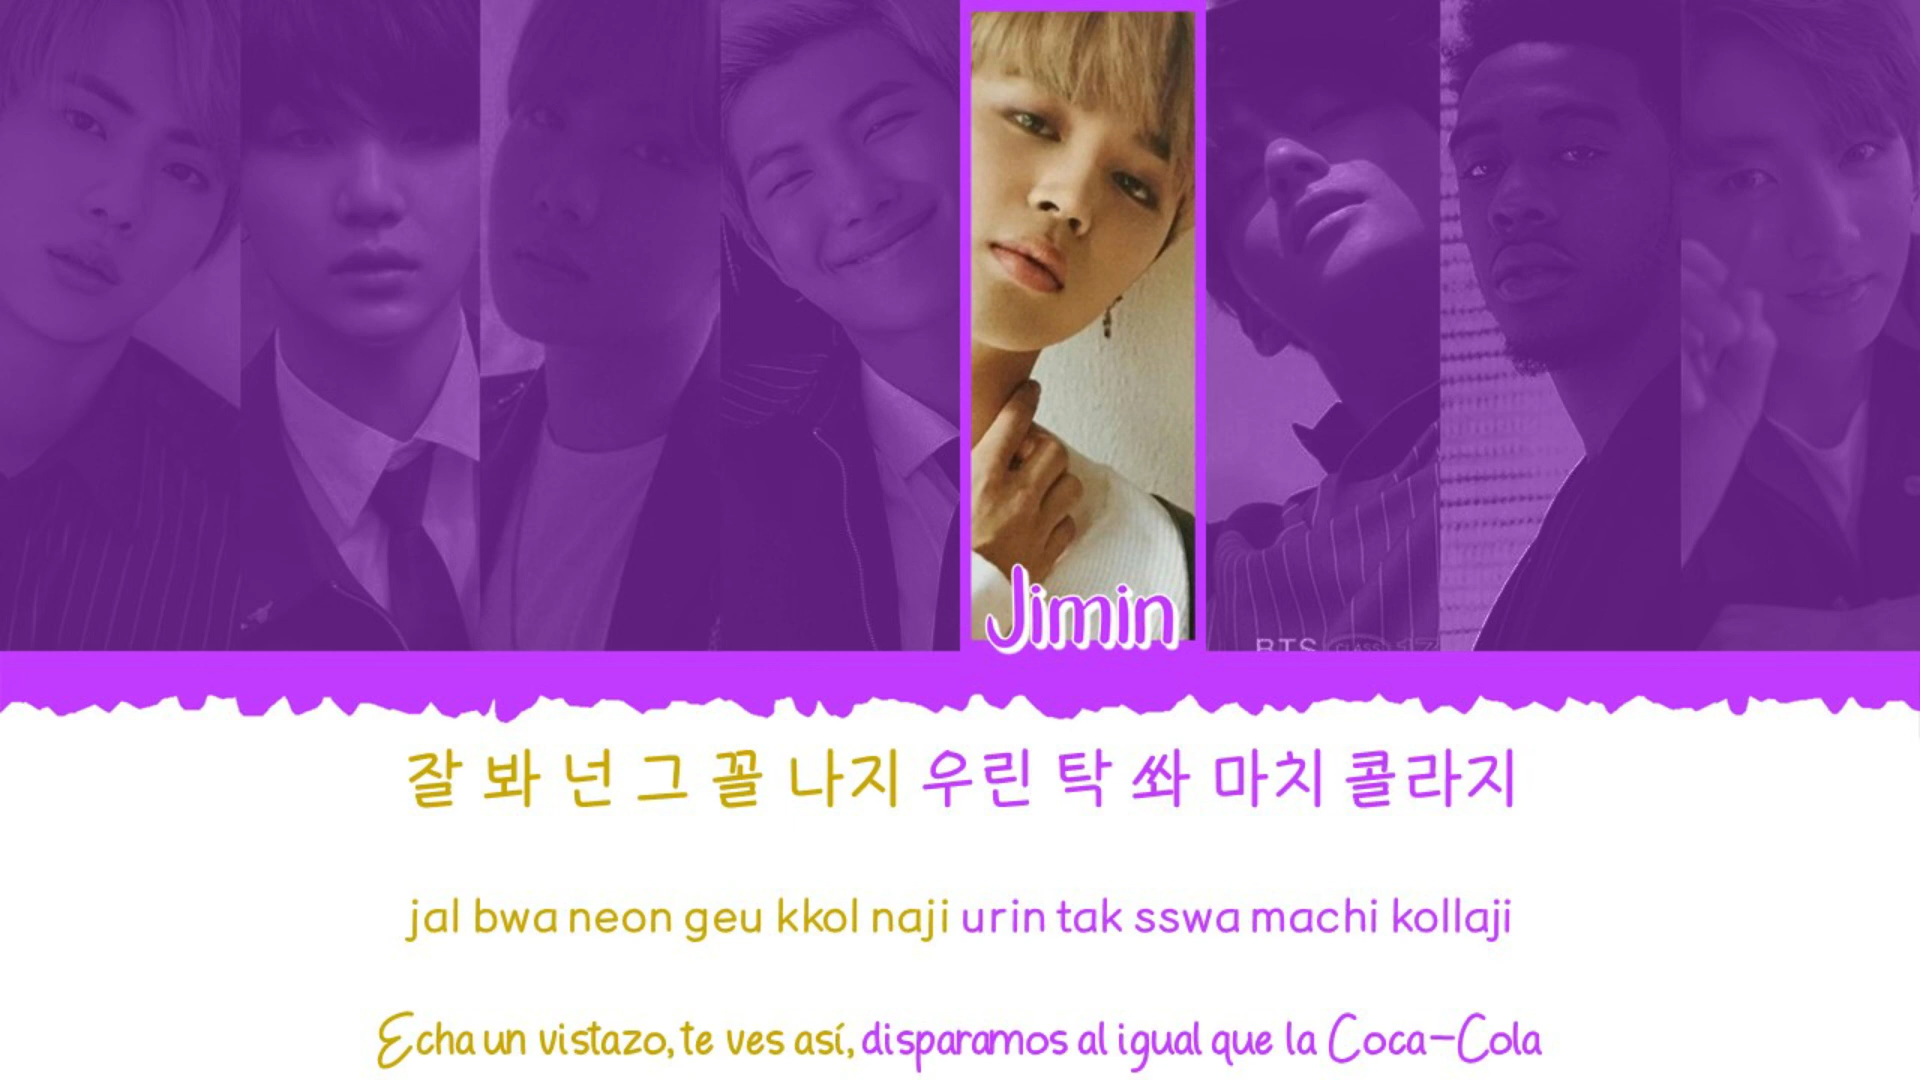 Jimin
BTS
잘 봐 넌 그 꼴 나지 우린 탁 쏴 마치 콜라지
jal bwa neon geu kkol naji urin tak sswa machi kollaji
Echa un vistazo, te ves así, disparamos al igual que la Coca-Cola